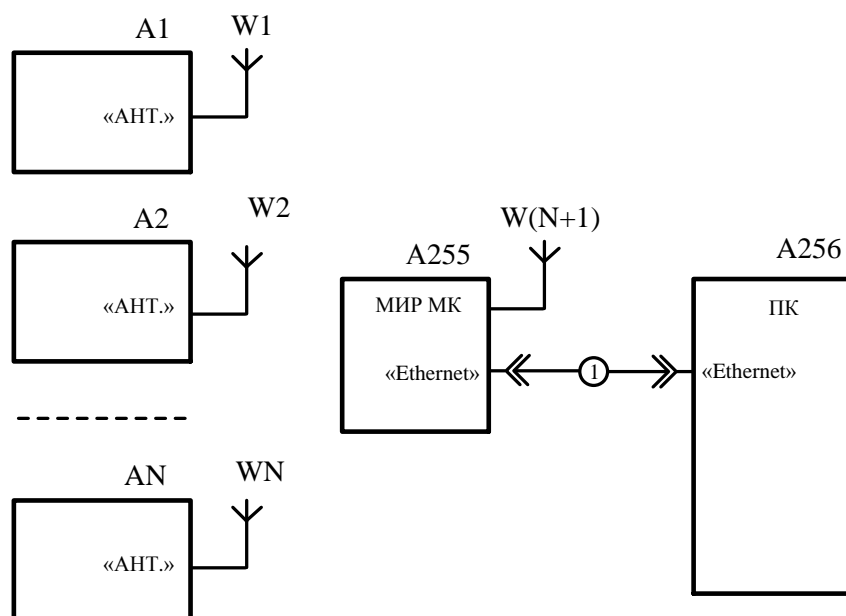 A1
W1
«АНТ.»
A2
W2
«АНТ.»
W(N+1)
A255
A256
МИР МК
ПК
«Ethernet»
1
«Ethernet»
AN
WN
«АНТ.»